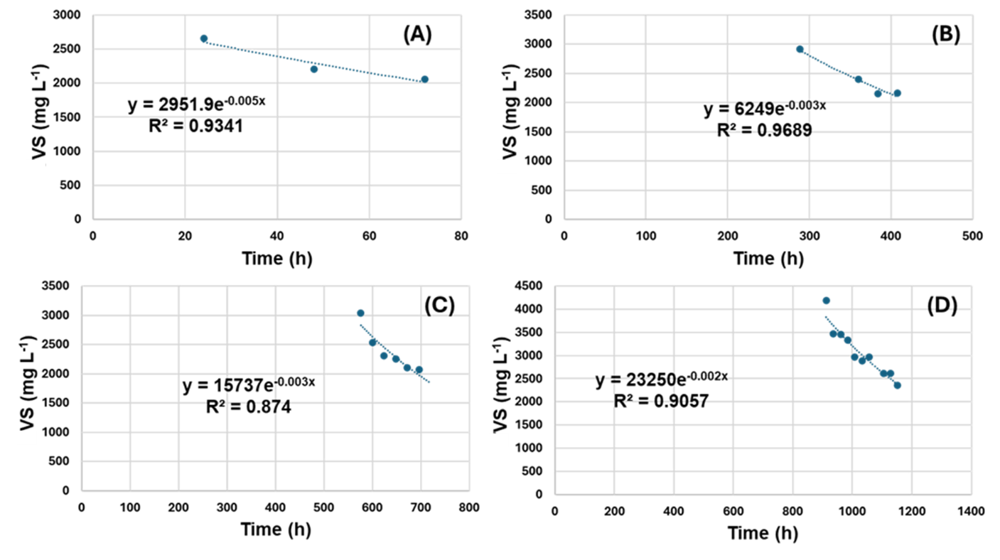 (A)
3000
2500
2000
1500
1000
500
0
VS (mg L⁻¹)
y = 2951.9e⁻⁰·⁰⁰⁵ˣ
R² = 0.9341
0 20 40 60 80
Time (h)
(B)
3500
3000
2500
2000
1500
1000
500
0
VS (mg L⁻¹)
y = 6249e⁻⁰·⁰⁰³ˣ
R² = 0.9689
0 100 200 300 400 500
Time (h)
(C)
3500
3000
2500
2000
1500
1000
500
0
VS (mg L⁻¹)
y = 15737e⁻⁰·⁰⁰³ˣ
R² = 0.874
0 100 200 300 400 500 600 700 800
Time (h)
(D)
4500
4000
3500
3000
2500
2000
1500
1000
500
0
VS (mg L⁻¹)
y = 23250e⁻⁰·⁰⁰²ˣ
R² = 0.9057
0 200 400 600 800 1000 1200 1400
Time (h)